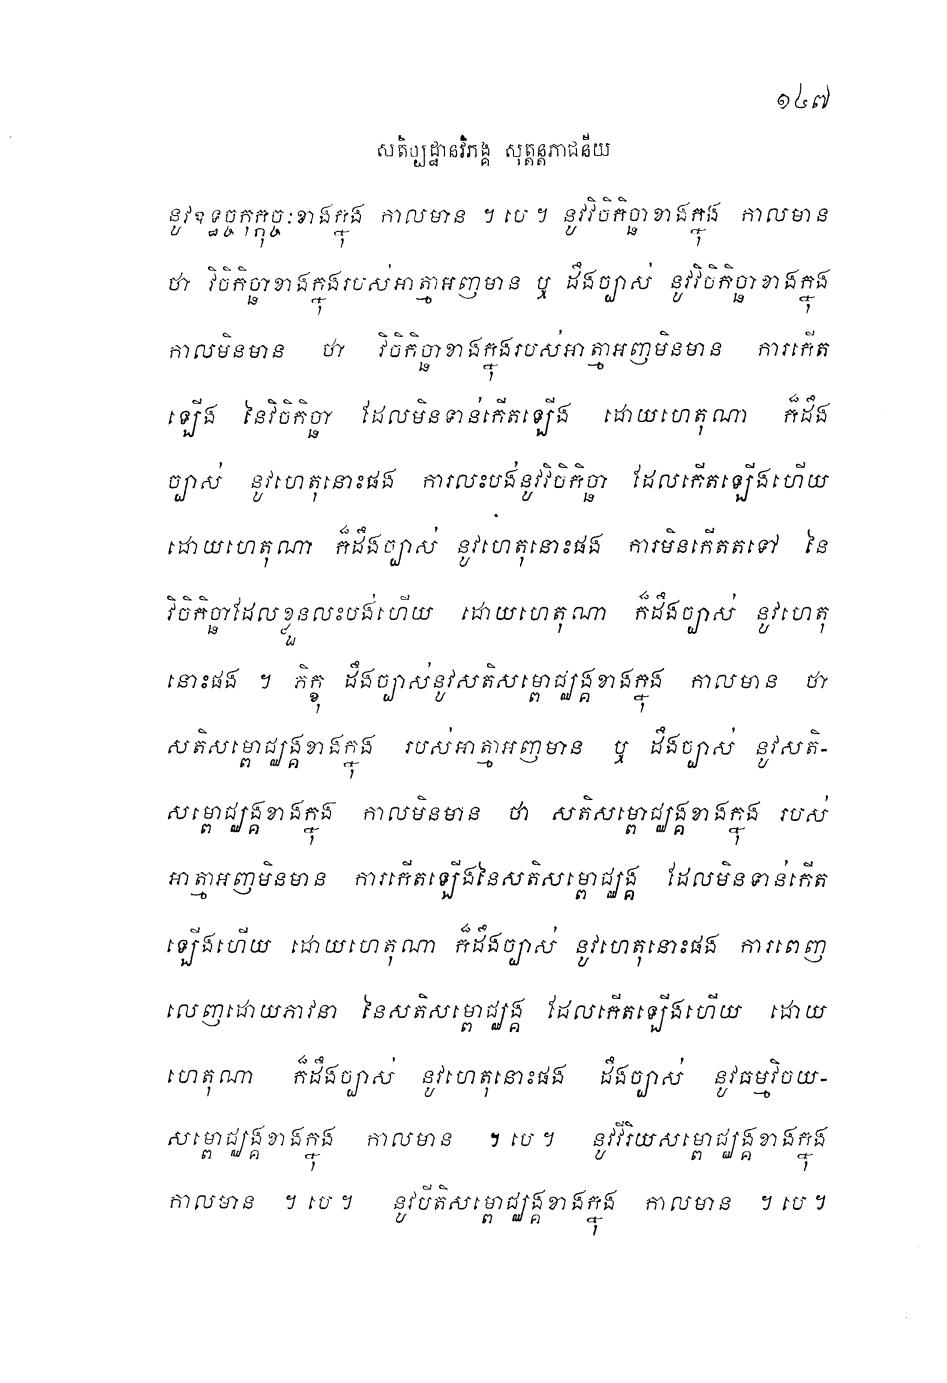 ១៤៧
សតិប្បដ្ឋានវិភង្គ សុត្តន្តភាជនីយ
នូវឧទ្ធច្ចកុក្កុច្ចៈខាងក្នុង កាលមាន ។ បេ ។ នូវវិចិកិច្ឆាខាងក្នុង កាលមាន
ថា វិចិកិច្ឆាខាងក្នុងរបស់អាត្មាអញមាន ឬ ដឹងច្បាស់ នូវវិចិកិច្ឆាខាងក្នុង
កាលមិនមាន ថា វិចិកិច្ឆាខាងក្នុងរបស់អាត្មាអញមិនមាន ការកើត
ឡើង នៃវិចិកិច្ឆា ដែលមិនទាន់កើតឡើង ដោយហេតុណា ក៏ដឹង
ច្បាស់ នូវហេតុនោះផង ការលះបង់នូវវិចិកិច្ឆា ដែលកើតឡើងហើយ
ដោយហេតុណា ក៏ដឹងច្បាស់ នូវហេតុនោះផង ការមិនកើតតទៅ នៃ
វិចិកិច្ឆាដែលខ្លួនលះបង់ហើយ ដោយហេតុណា ក៏ដឹងច្បាស់ នូវហេតុ
នោះផង ។ ភិក្ខុ ដឹងច្បាស់នូវសតិសម្ពោជ្ឈង្គខាងក្នុង កាលមាន ថា
សតិសម្ពោជ្ឈង្គខាងក្នុង របស់អាត្មាអញមាន ឬ ដឹងច្បាស់ នូវសតិ-
សម្ពោជ្ឈង្គខាងក្នុង កាលមិនមាន ថា សតិសម្ពោជ្ឈង្គខាងក្នុង របស់
អាត្មាអញមិនមាន ការកើតឡើងនៃសតិសម្ពោជ្ឈង្គ ដែលមិនទាន់កើត
ឡើងហើយ ដោយហេតុណា ក៏ដឹងច្បាស់ នូវហេតុនោះផង ការពេញ
លេញដោយភាវនា នៃសតិសម្ពោជ្ឈង្គ ដែលកើតឡើងហើយ ដោយ
ហេតុណា ក៏ដឹងច្បាស់ នូវហេតុនោះផង ដឹងច្បាស់ នូវធម្មវិចយ-
សម្ពោជ្ឈង្គខាងក្នុង កាលមាន ។ បេ ។ នូវវីរិយសម្ពោជ្ឈង្គខាងក្នុង
កាលមាន ។ បេ ។ នូវបីតិសម្ពោជ្ឈង្គខាងក្នុង កាលមាន ។ បេ ។